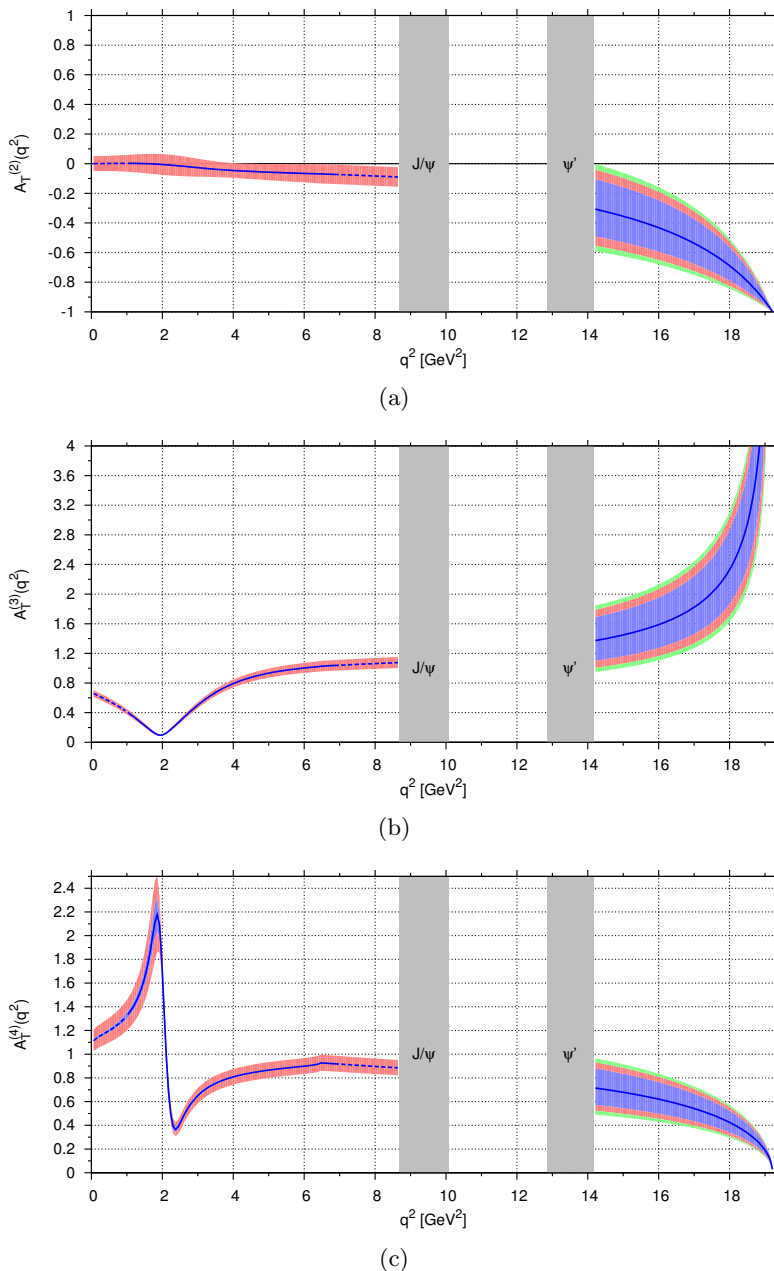 1
0.8
0.6
0.4
0.2
0
-0.2
-0.4
-0.6
-0.8
-1
A_T^(2)(q^2)
J/ψ
ψ'
0 2 4 6 8 10 12 14 16 18
q^2 [GeV^2]
(a)
4
3.6
3.2
2.8
2.4
2
1.6
1.2
0.8
0.4
0
A_T^(3)(q^2)
J/ψ
ψ'
0 2 4 6 8 10 12 14 16 18
q^2 [GeV^2]
(b)
2.4
2.2
2
1.8
1.6
1.4
1.2
1
0.8
0.6
0.4
0.2
0
A_T^(4)(q^2)
J/ψ
ψ'
0 2 4 6 8 10 12 14 16 18
q^2 [GeV^2]
(c)